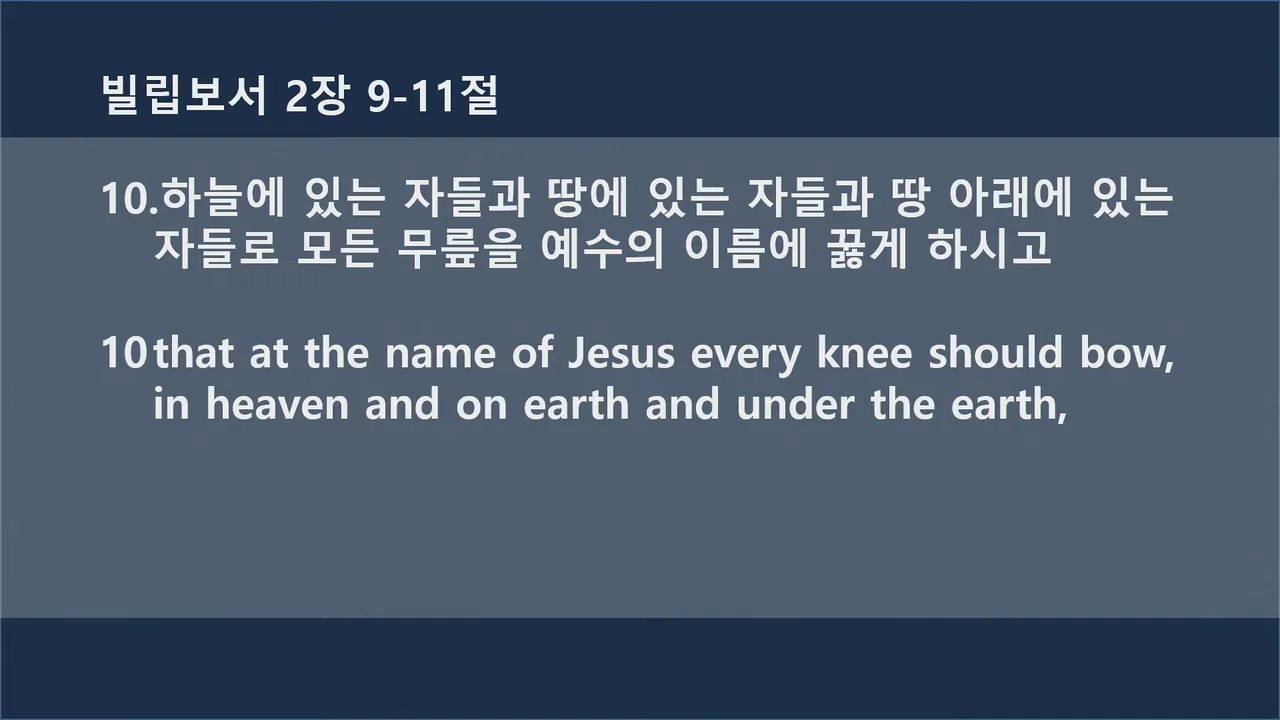 빌립보서 2장 9-11절
10.하늘에 있는 자들과 땅에 있는 자들과 땅 아래에 있는
자들로 모든 무릎을 예수의 이름에 꿇게 하시고
10 that at the name of Jesus every knee should bow,
in heaven and on earth and under the earth,